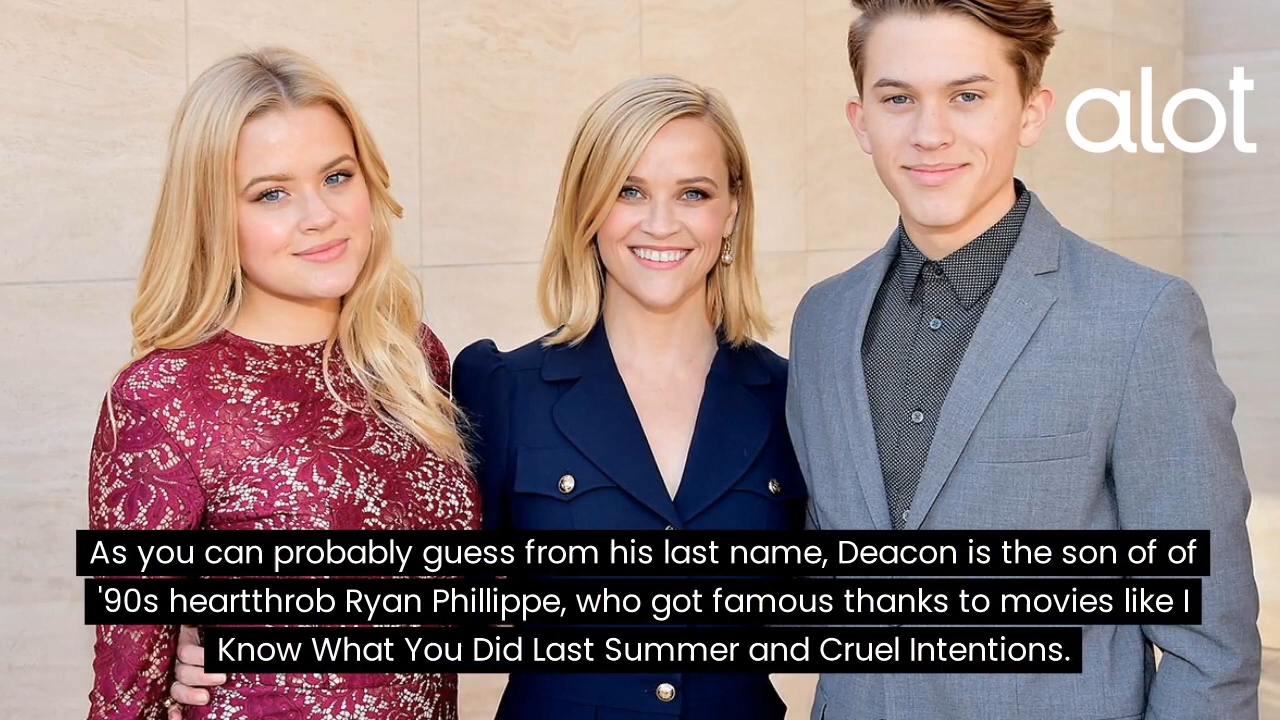 alot
As you can probably guess from his last name, Deacon is the son of of
'90s heartthrob Ryan Phillippe, who got famous thanks to movies like I
Know What You Did Last Summer and Cruel Intentions.